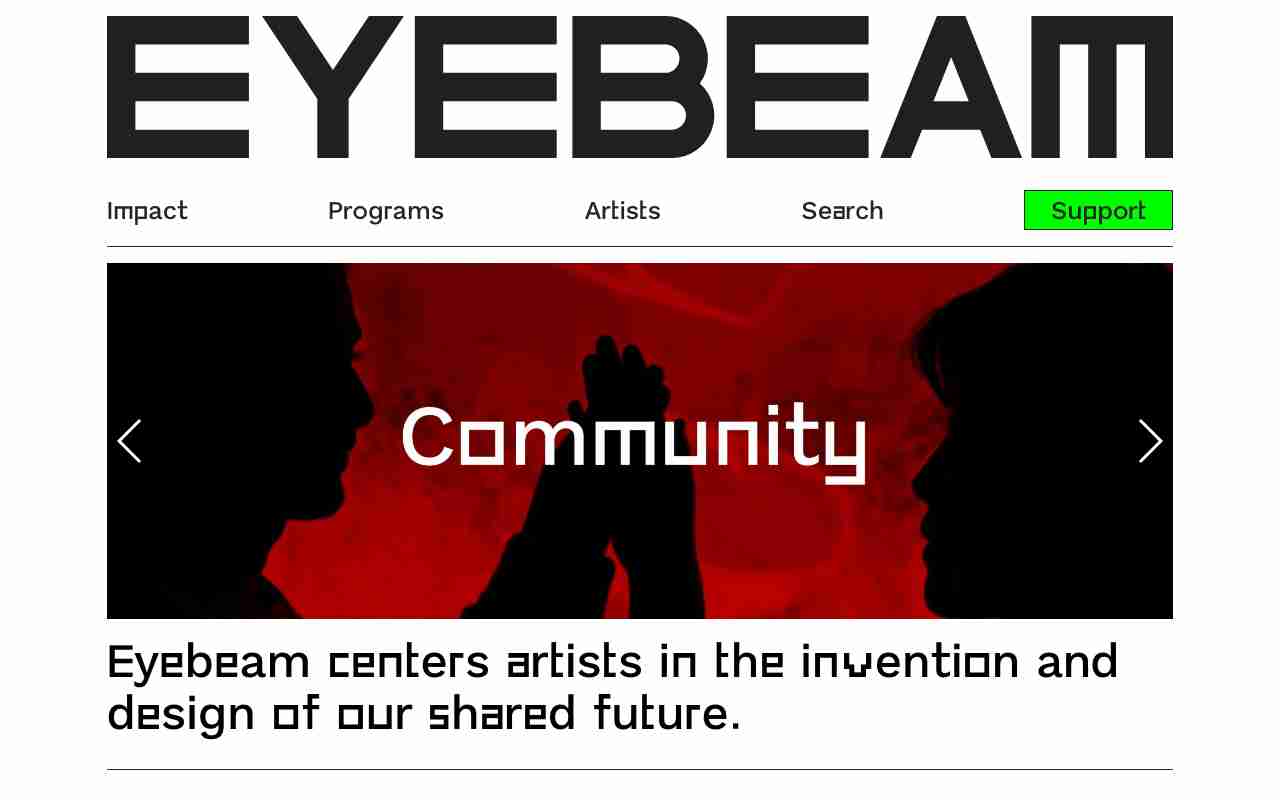 EYEBEAM
Impact Programs Artists Search Support
Community
Eyebeam centers artists in the invention and
design of our shared future.